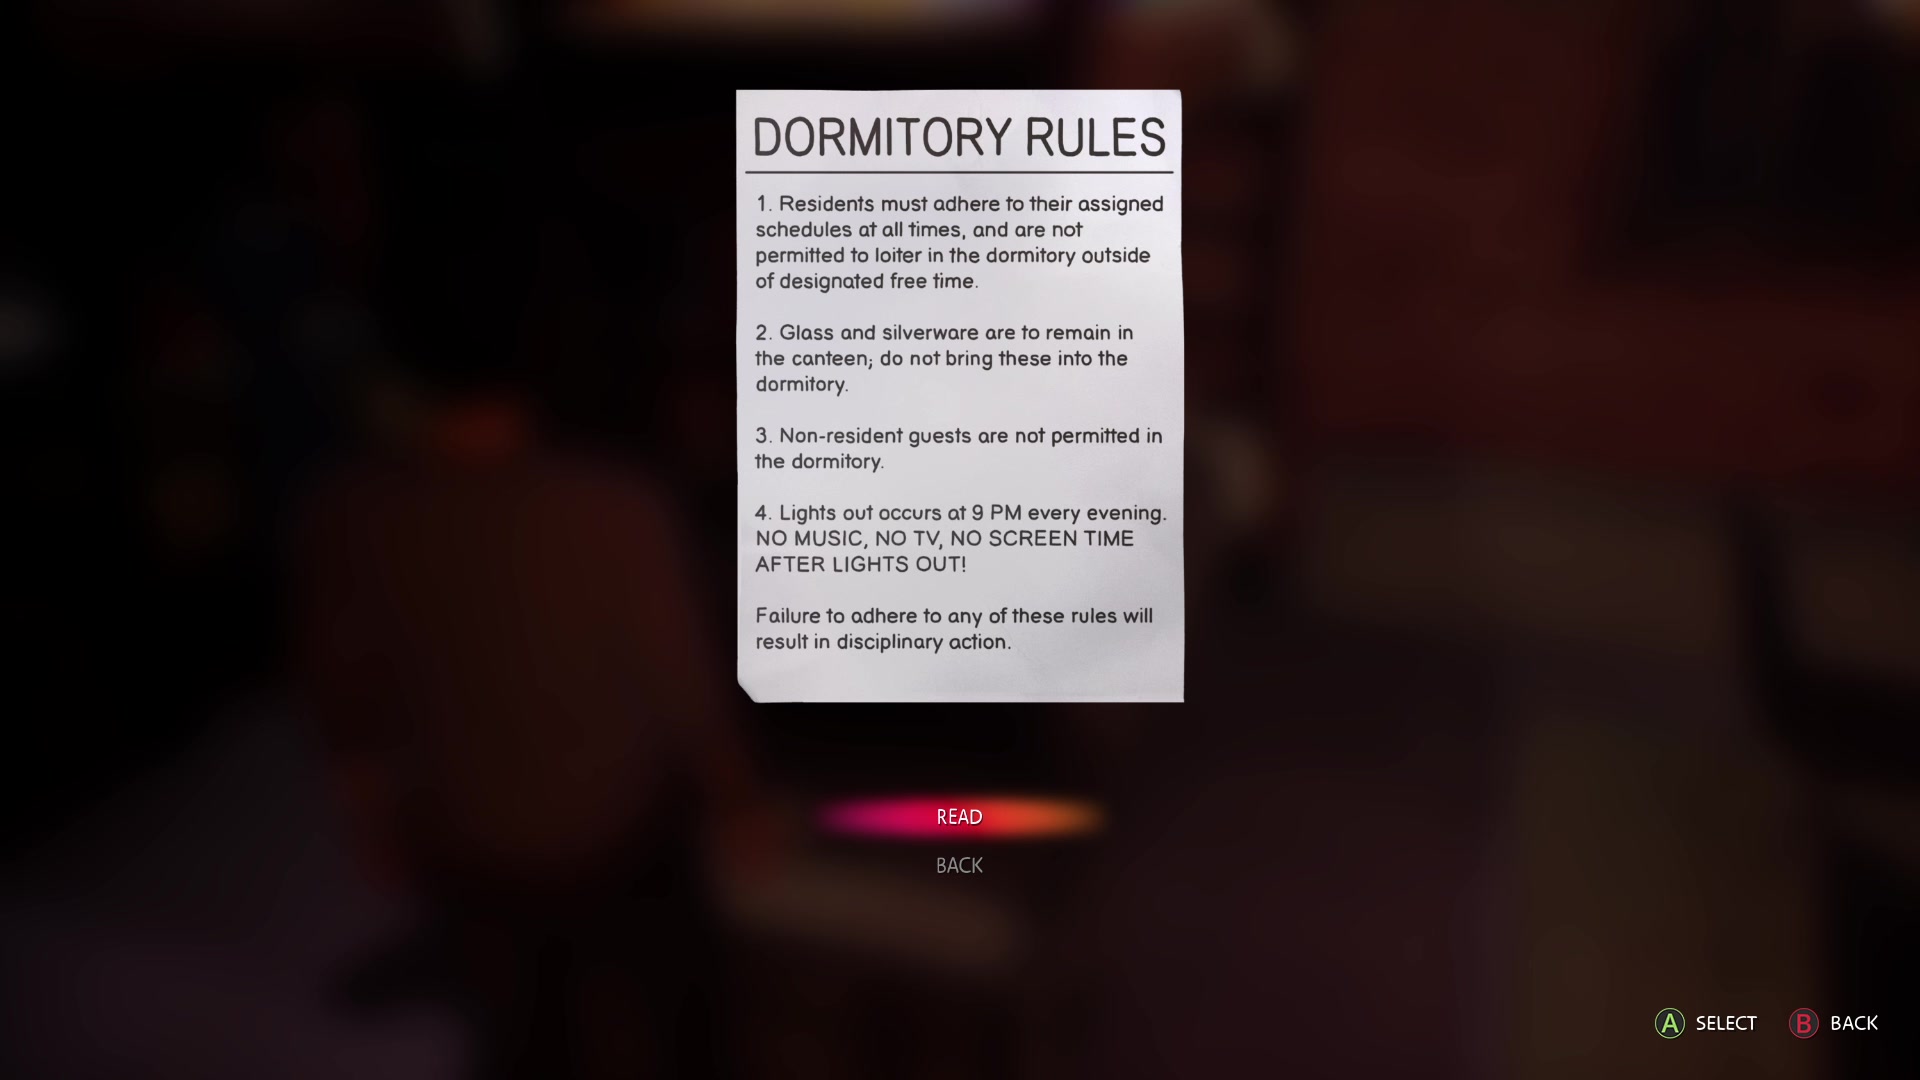 DORMITORY RULES
1. Residents must adhere to their assigned
schedules at all times, and are not
permitted to loiter in the dormitory outside
of designated free time.
2. Glass and silverware are to remain in
the canteen; do not bring these into the
dormitory.
3. Non-resident guests are not permitted in
the dormitory.
4. Lights out occurs at 9 PM every evening.
NO MUSIC, NO TV, NO SCREEN TIME
AFTER LIGHTS OUT!
Failure to adhere to any of these rules will
result in disciplinary action.
READ
BACK
A SELECT B BACK